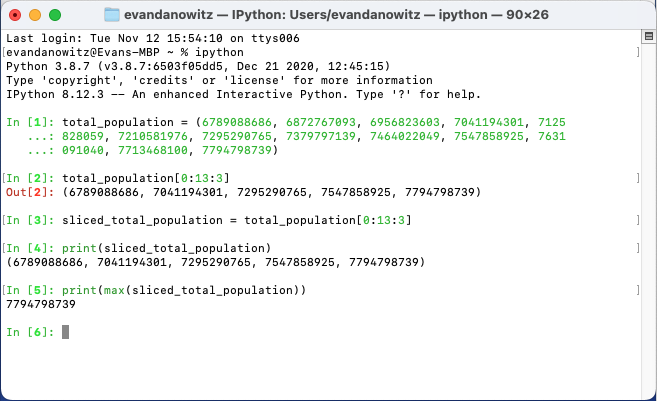 evandanowitz — IPython: Users/evandanowitz — ipython — 90×26
Last login: Tue Nov 12 15:54:10 on ttys006
[evandanowitz@Evans-MBP ~ % ipython ]
Python 3.8.7 (v3.8.7:6503f05dd5, Dec 21 2020, 12:45:15)
Type 'copyright', 'credits' or 'license' for more information
IPython 8.12.3 -- An enhanced Interactive Python. Type '?' for help.
In [1]: total_population = (6789088686, 6872767093, 6956823603, 7041194301, 7125
...: 828059, 7210581976, 7295290765, 7379797139, 7464022049, 7547858925, 7631
...: 091040, 7713468100, 7794798739)
[In [2]: total_population[0:13:3] ]
Out[2]: (6789088686, 7041194301, 7295290765, 7547858925, 7794798739)
[In [3]: sliced_total_population = total_population[0:13:3] ]
[In [4]: print(sliced_total_population) ]
(6789088686, 7041194301, 7295290765, 7547858925, 7794798739)
[In [5]: print(max(sliced_total_population)) ]
7794798739
In [6]: